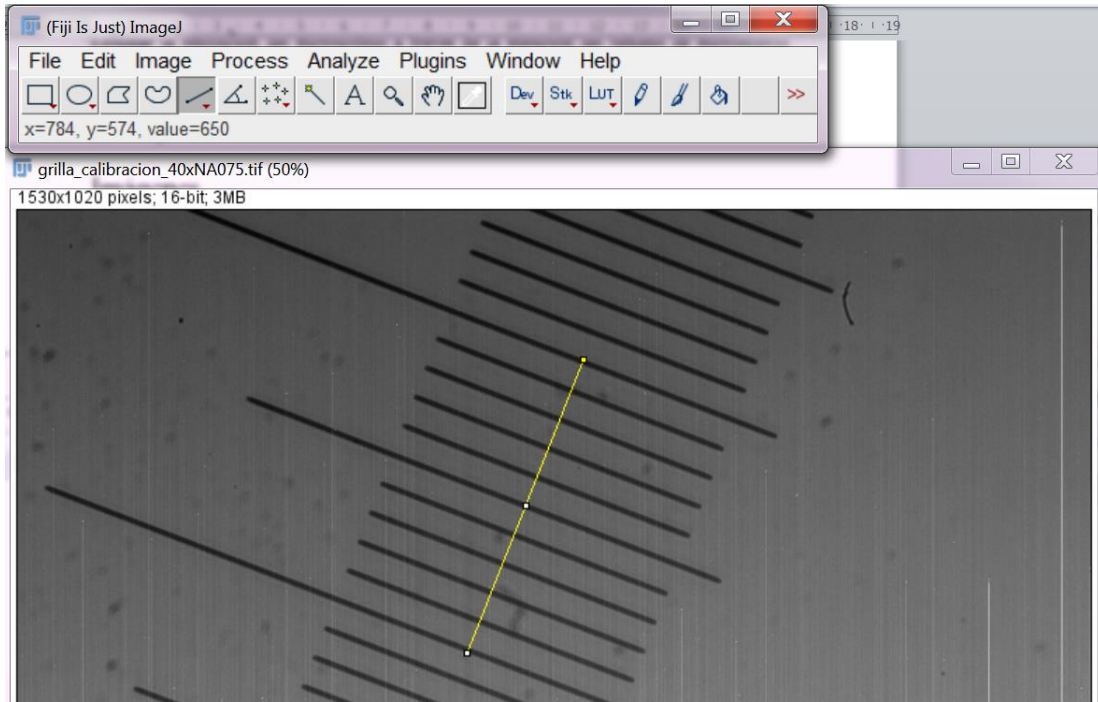 (Fiji Is Just) ImageJ
·18· ı ·19
File Edit Image Process Analyze Plugins Window Help
A Dev Stk LUT >>
x=784, y=574, value=650
grilla_calibracion_40xNA075.tif (50%)
1530x1020 pixels; 16-bit; 3MB